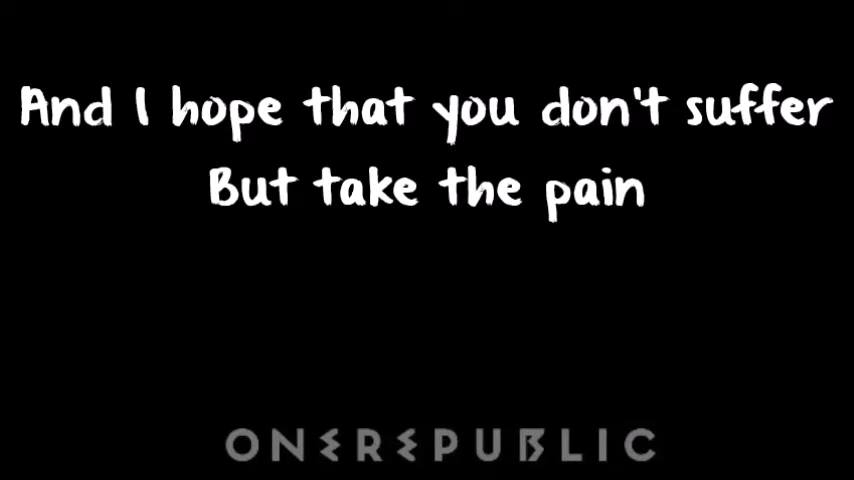 And I hope that you don't suffer
But take the pain
ONEREPUBLIC